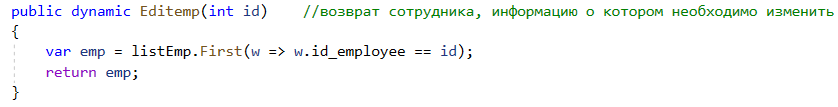 public dynamic Editemp(int id)    //возврат сотрудника, информацию о котором необходимо изменить
{
    var emp = listEmp.First(w => w.id_employee == id);
    return emp;
}